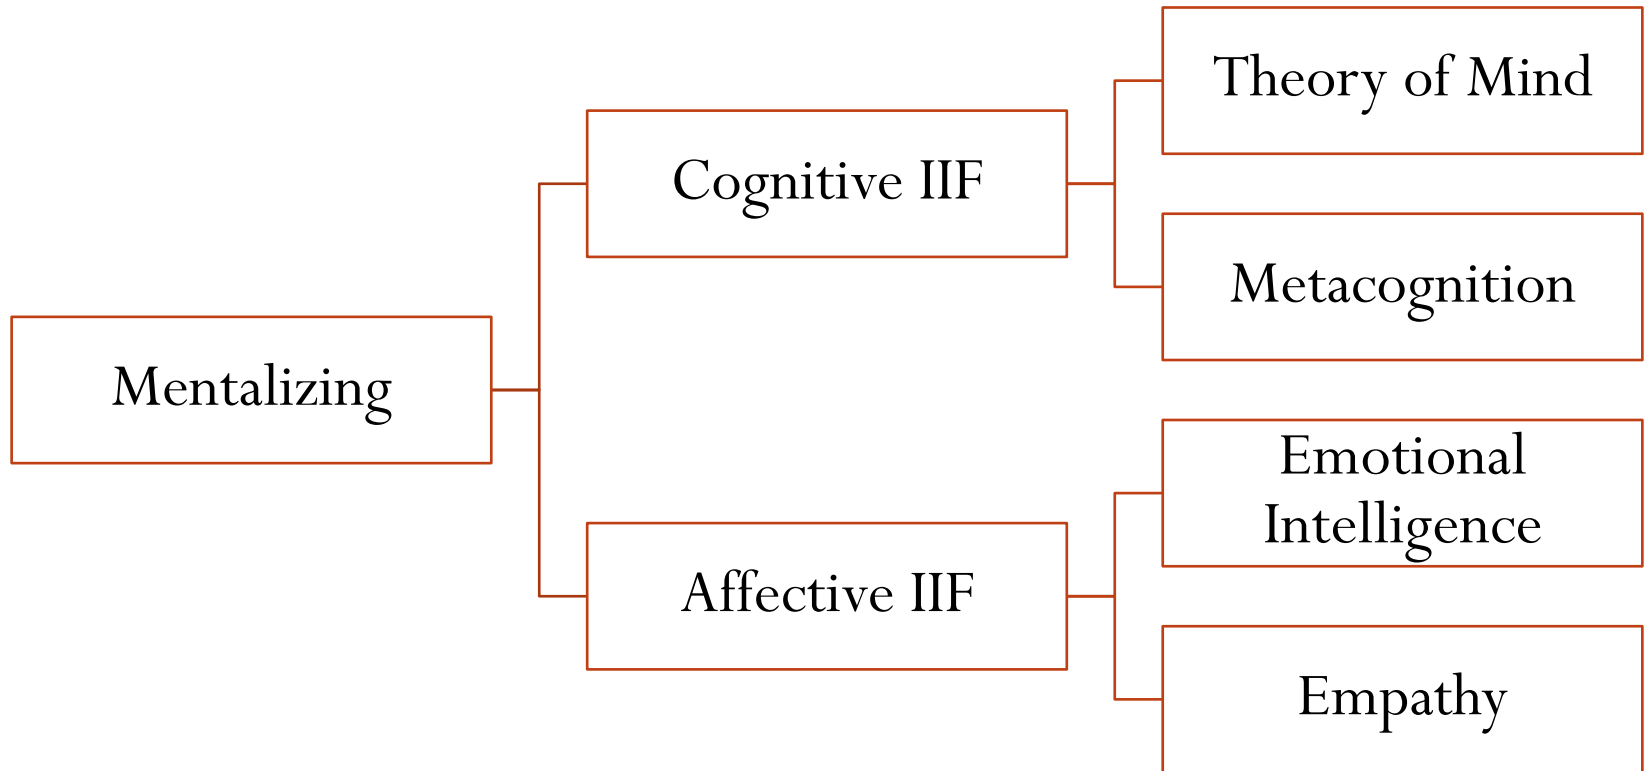 Mentalizing
Cognitive IIF
Theory of Mind
Metacognition
Affective IIF
Emotional
Intelligence
Empathy